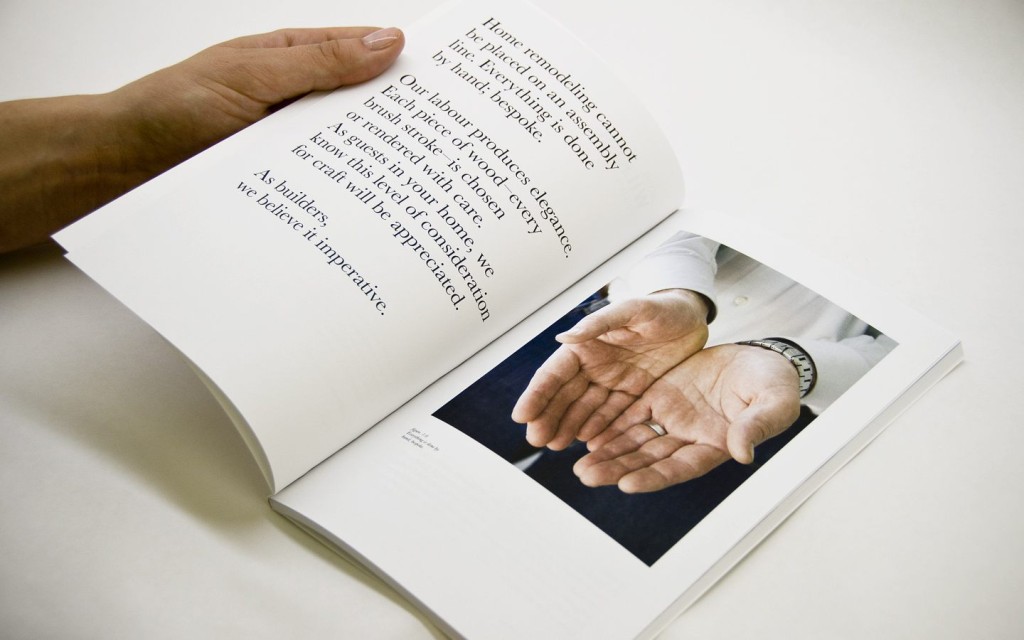 Home remodeling cannot
be placed on an assembly
line. Everything is done
by hand; bespoke.
Our labour produces elegance.
Each piece of wood—every
brush stroke—is chosen
or rendered with care.
As guests in your home, we
know this level of consideration
for craft will be appreciated.
As builders,
we believe it imperative.